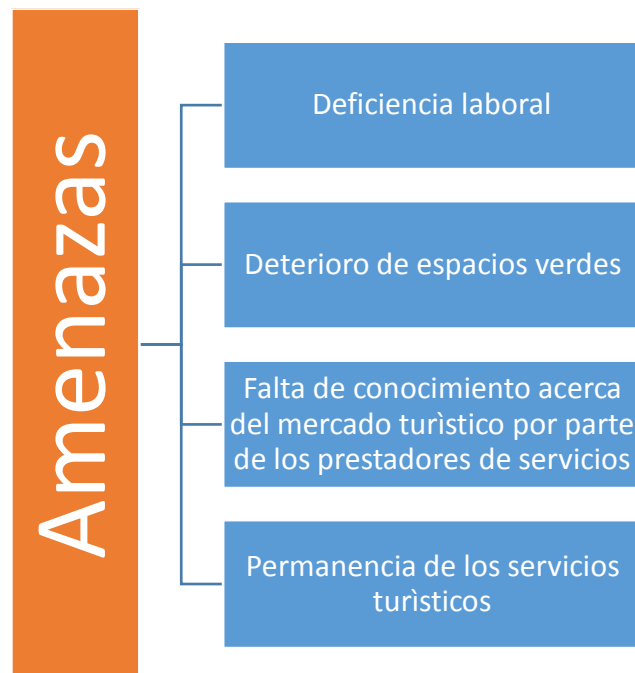 Amenazas
Deficiencia laboral
Deterioro de espacios verdes
Falta de conocimiento acerca
del mercado turìstico por parte
de los prestadores de servicios
Permanencia de los servicios
turìsticos